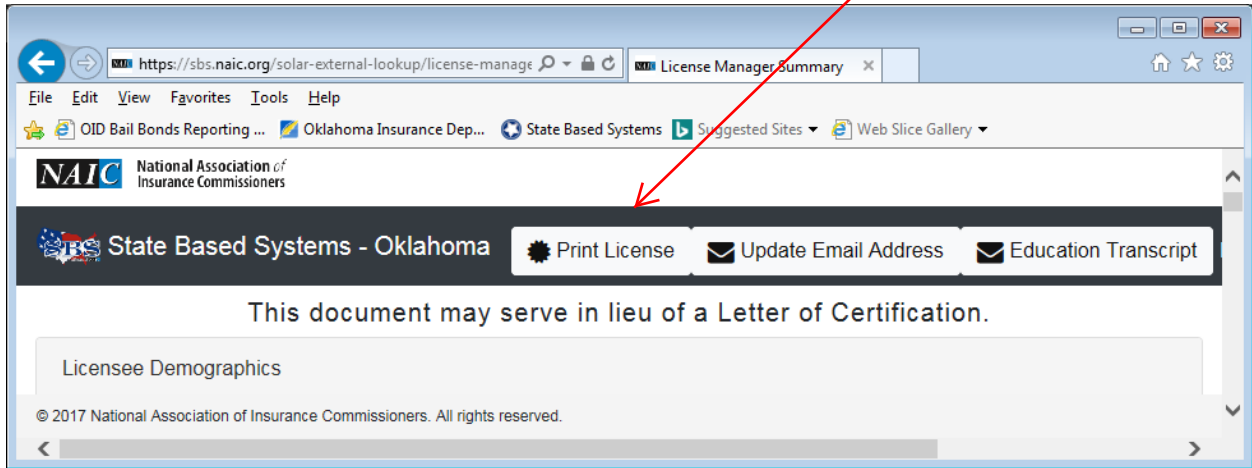 https://sbs.naic.org/solar-external-lookup/license-manage
License Manager Summary
File Edit View Favorites Tools Help
OID Bail Bonds Reporting ... Oklahoma Insurance Dep... State Based Systems Suggested Sites Web Slice Gallery
NAIC National Association of
Insurance Commissioners
SBS State Based Systems - Oklahoma Print License Update Email Address Education Transcript
This document may serve in lieu of a Letter of Certification.
Licensee Demographics
© 2017 National Association of Insurance Commissioners. All rights reserved.